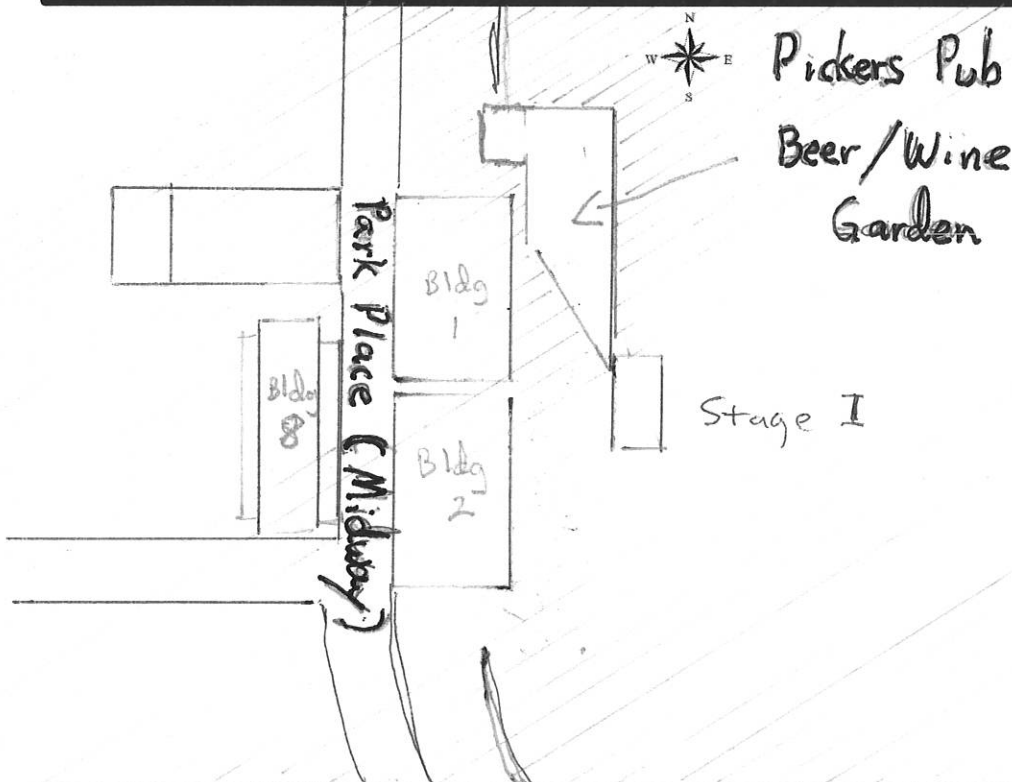 N
W E
S
Pickers Pub
Beer/Wine
Garden
Park Place (Midway)
Bldg
1
Bldg
8
Bldg
2
Stage I